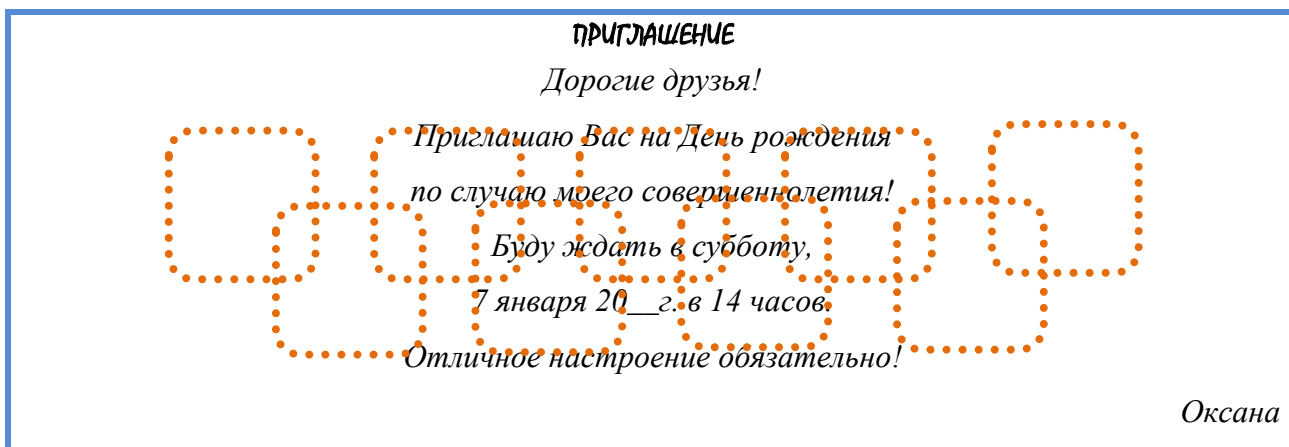 ПРИГЛАШЕНИЕ
Дорогие друзья!
Приглашаю Вас на День рождения
по случаю моего совершеннолетия!
Буду ждать в субботу,
7 января 20__г. в 14 часов.
Отличное настроение обязательно!
Оксана